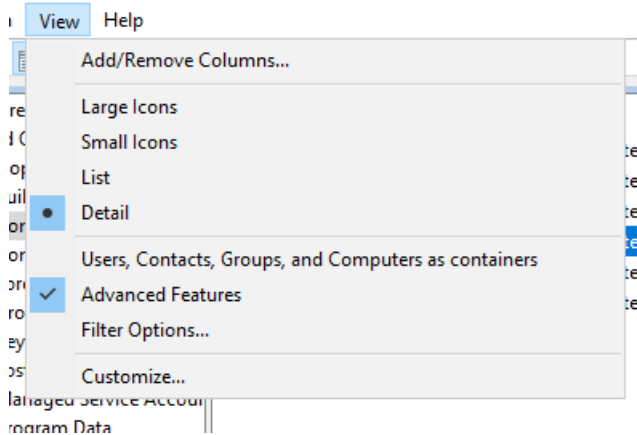 View Help
Add/Remove Columns...
Large Icons
Small Icons
List
Detail
Users, Contacts, Groups, and Computers as containers
Advanced Features
Filter Options...
Customize...
Managed Service Accoun
rogram Data